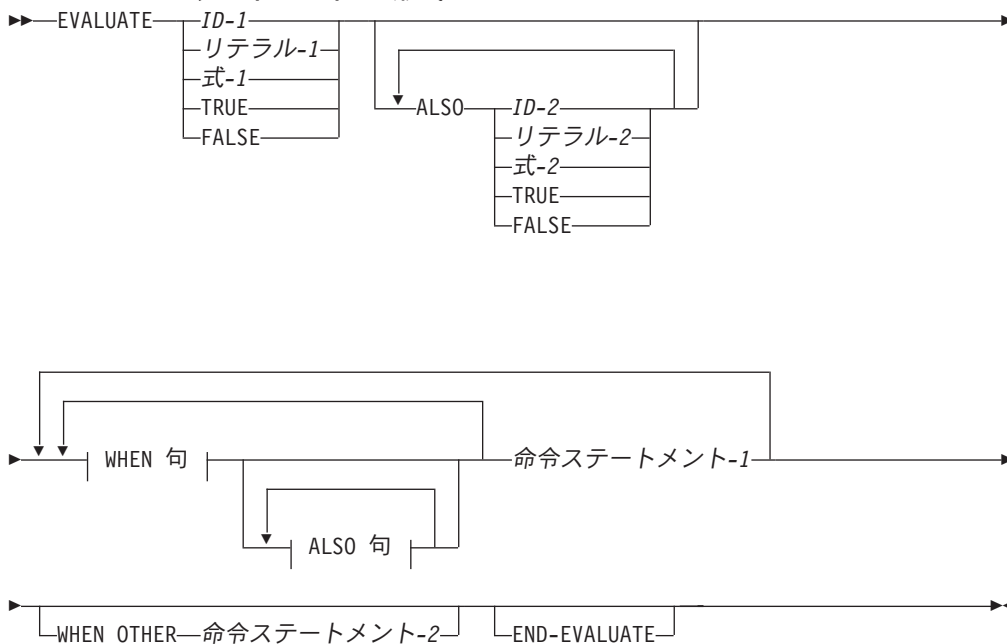 EVALUATE ID-1
リテラル-1
式-1
TRUE
FALSE
ALSO ID-2
リテラル-2
式-2
TRUE
FALSE
WHEN 句 命令ステートメント-1
ALSO 句
WHEN OTHER 命令ステートメント-2 END-EVALUATE